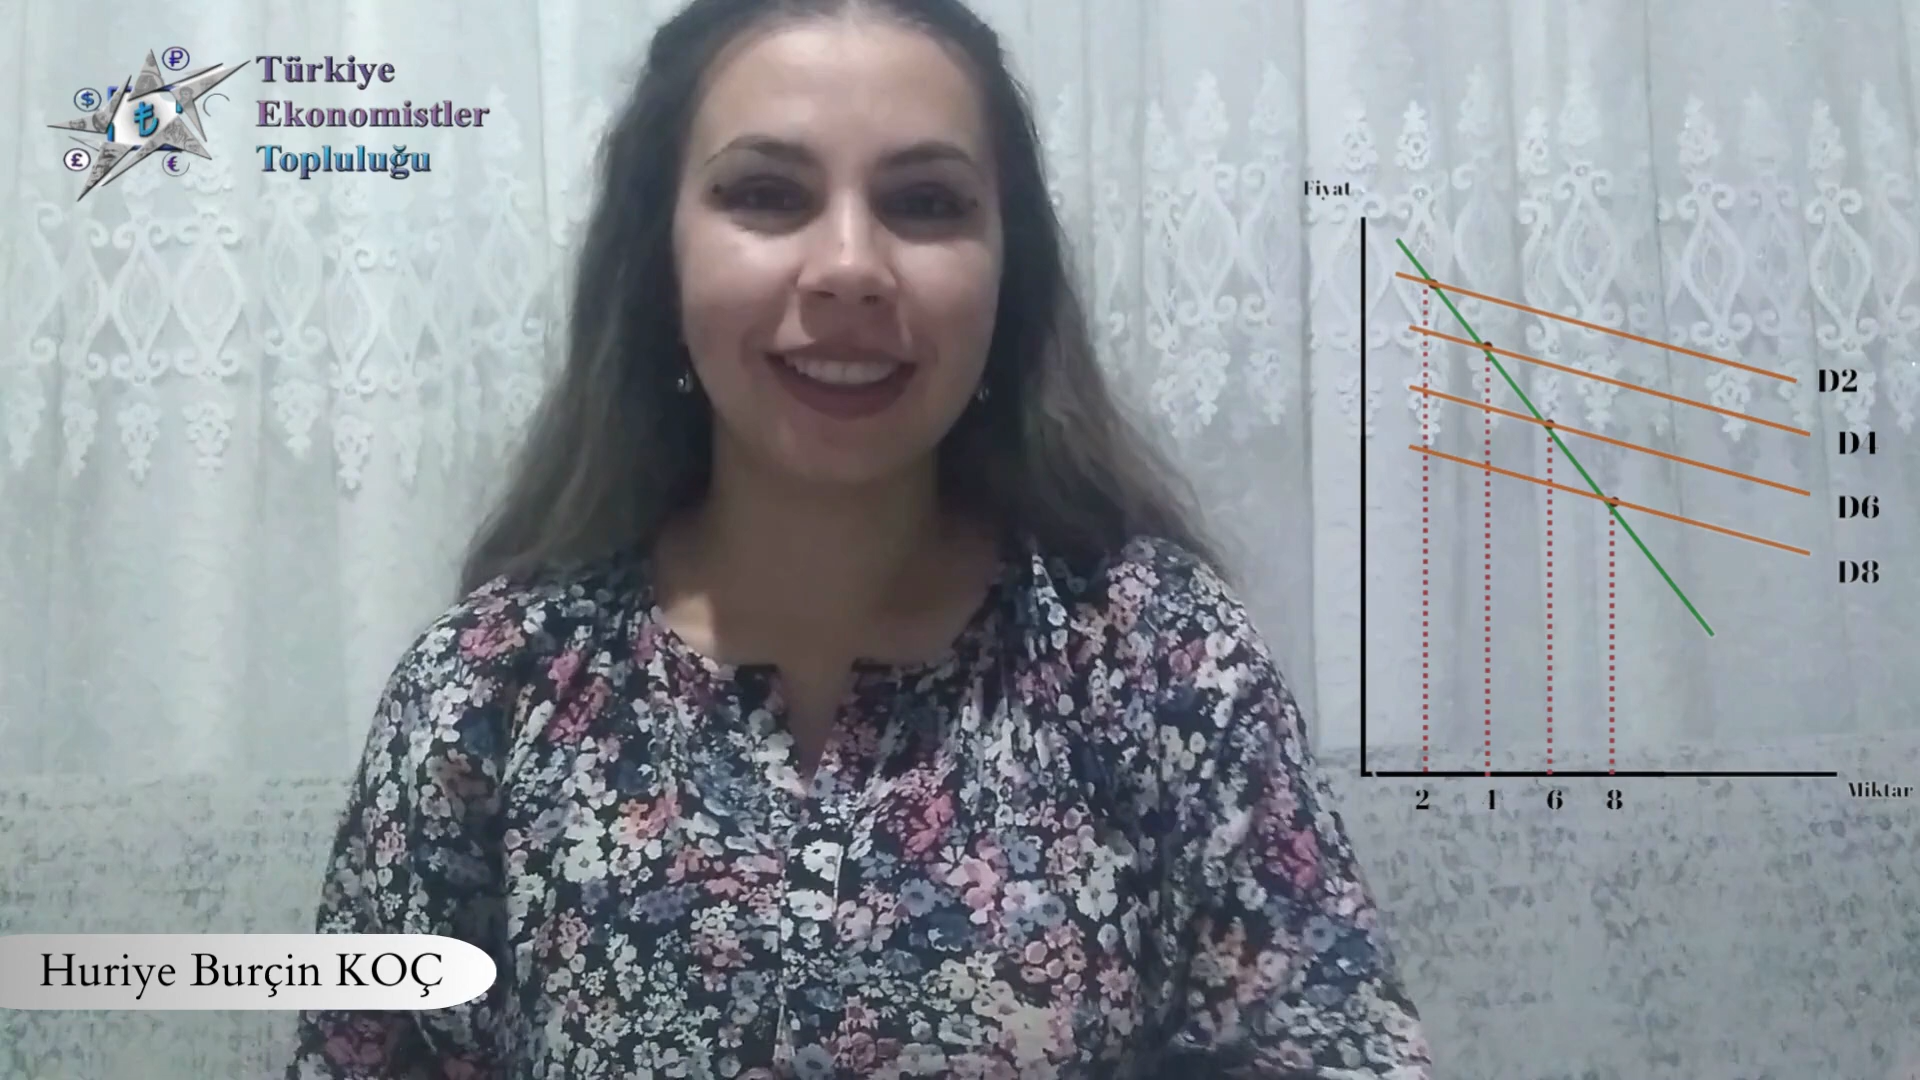 Türkiye
Ekonomistler
Topluluğu
₺
$
₽
£
€
Fiyat
D2
D4
D6
D8
2 4 6 8
Miktar
Huriye Burçin KOÇ